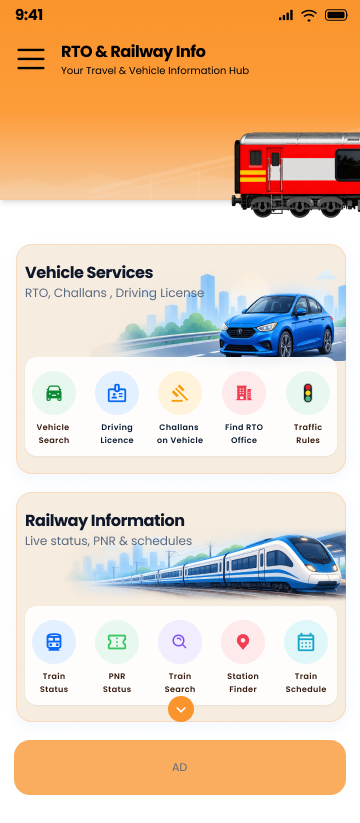 9:41
RTO & Railway Info
Your Travel & Vehicle Information Hub
Vehicle Services
RTO, Challans , Driving License
Vehicle Search
Driving Licence
Challans on Vehicle
Find RTO Office
Traffic Rules
Railway Information
Live status, PNR & schedules
Train Status
PNR Status
Train Search
Station Finder
Train Schedule
AD